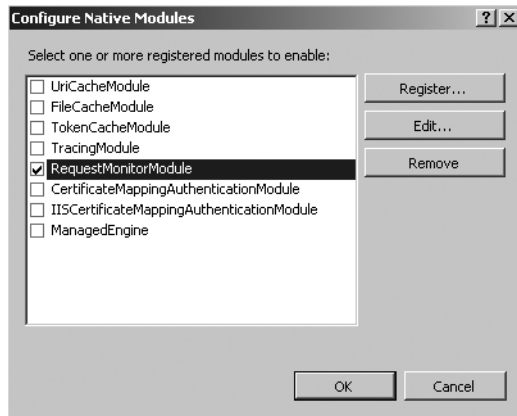 Configure Native Modules
Select one or more registered modules to enable:
UriCacheModule
FileCacheModule
TokenCacheModule
TracingModule
RequestMonitorModule
CertificateMappingAuthenticationModule
IISCertificateMappingAuthenticationModule
ManagedEngine
Register...
Edit...
Remove
OK
Cancel